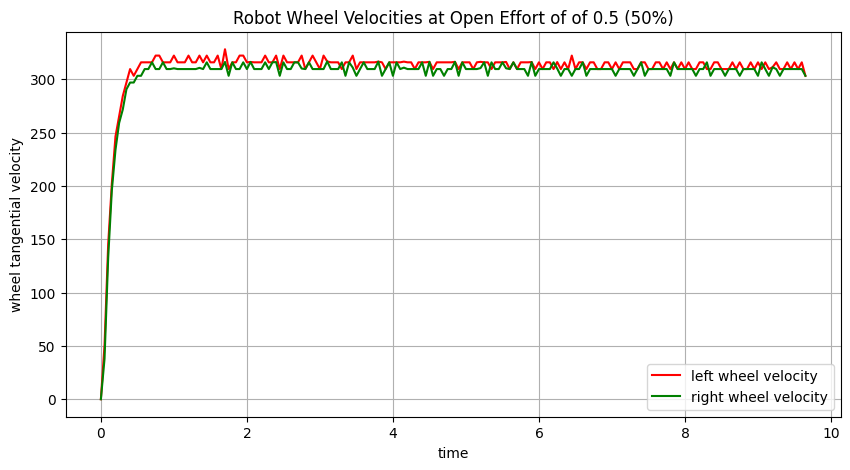 Robot Wheel Velocities at Open Effort of of 0.5 (50%)
wheel tangential velocity
300
250
200
150
100
50
0
left wheel velocity
right wheel velocity
0 2 4 6 8 10
time